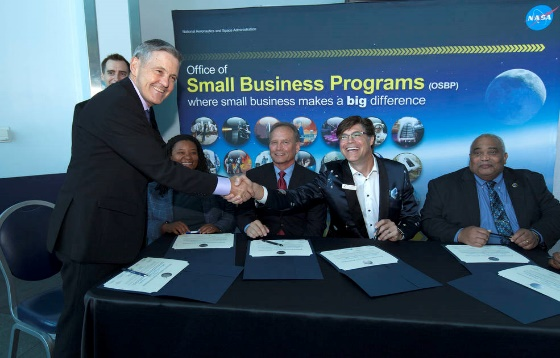 National Aeronautics and Space Administration
NASA
Office of
Small Business Programs (OSBP)
where small business makes a big difference